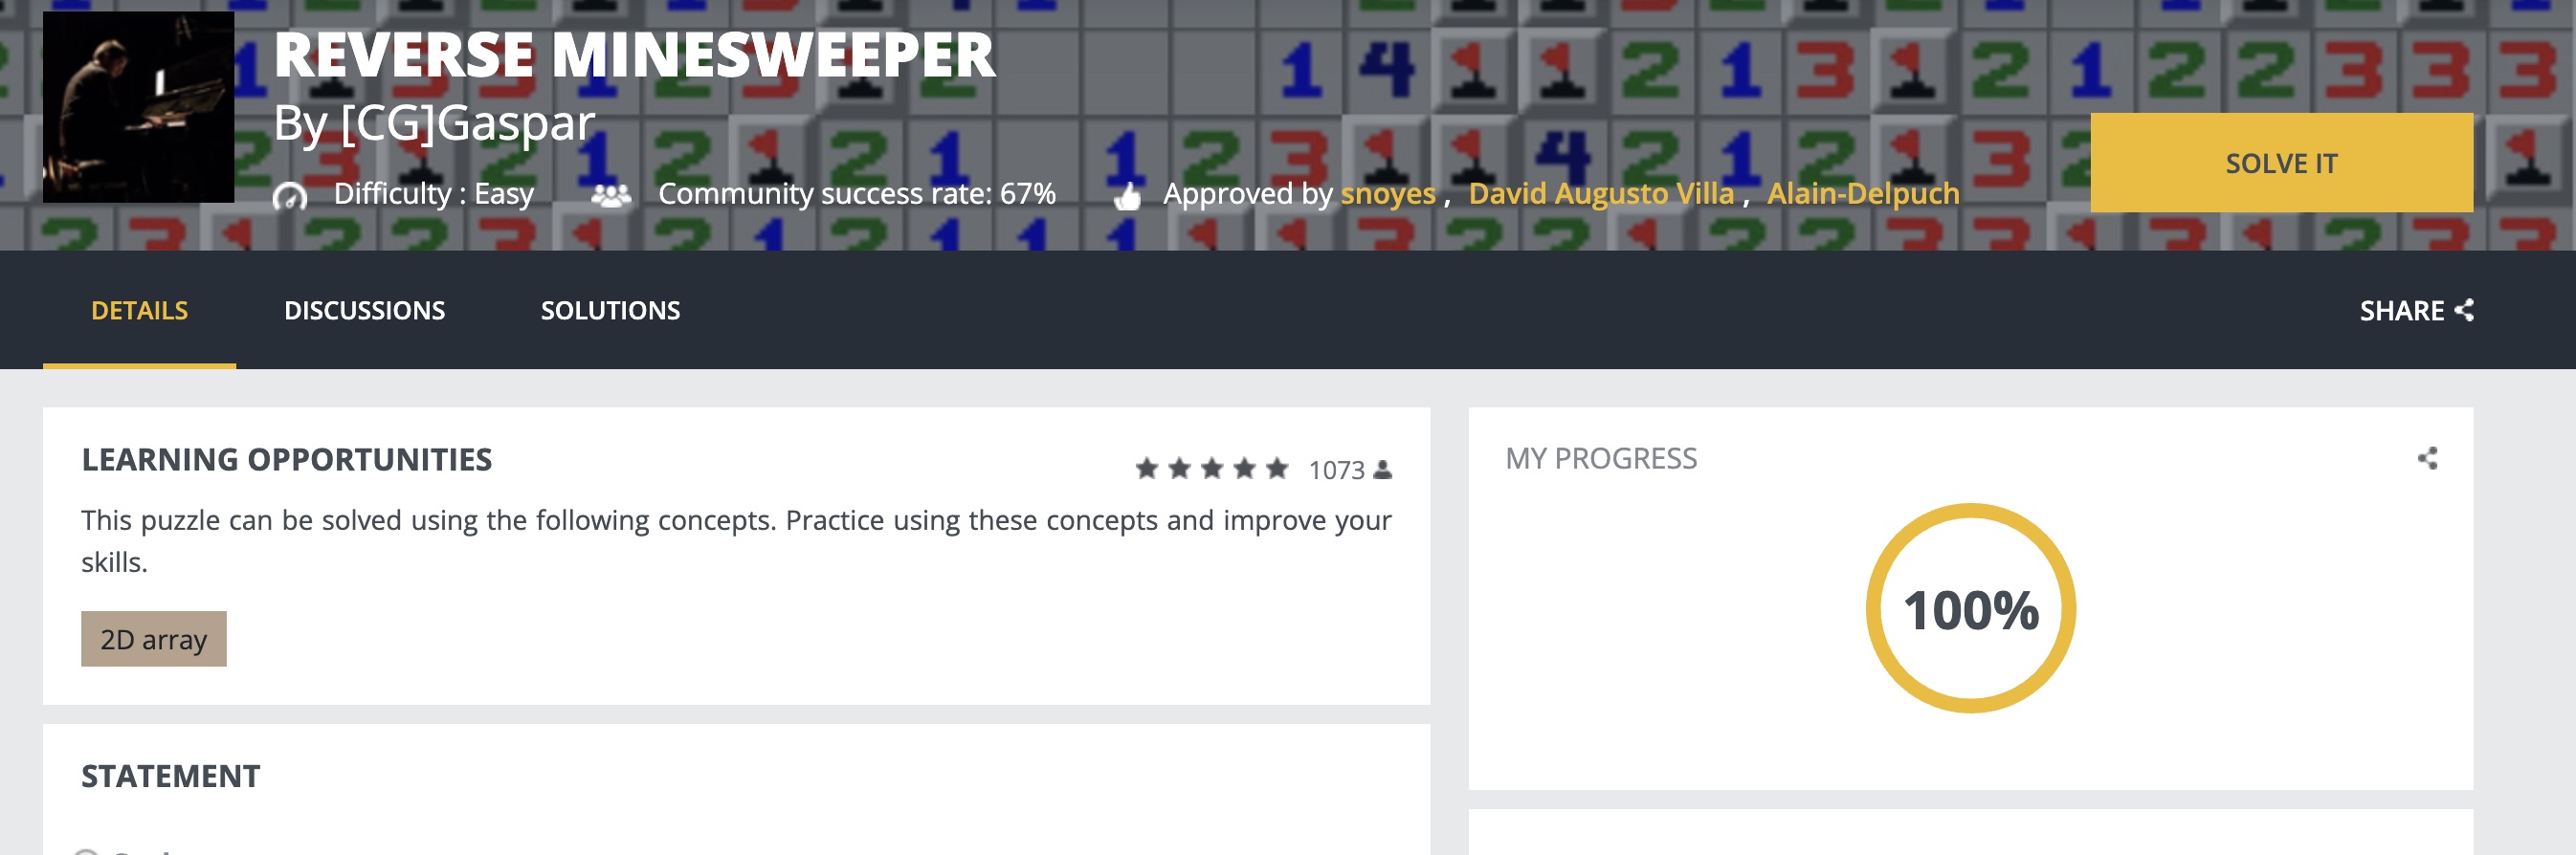 REVERSE MINESWEEPER
By [CG]Gaspar
Difficulty : Easy
Community success rate: 67%
Approved by snoyes , David Augusto Villa , Alain-Delpuch
SOLVE IT
DETAILS
DISCUSSIONS
SOLUTIONS
SHARE
LEARNING OPPORTUNITIES
1073
This puzzle can be solved using the following concepts. Practice using these concepts and improve your
skills.
2D array
MY PROGRESS
100%
STATEMENT